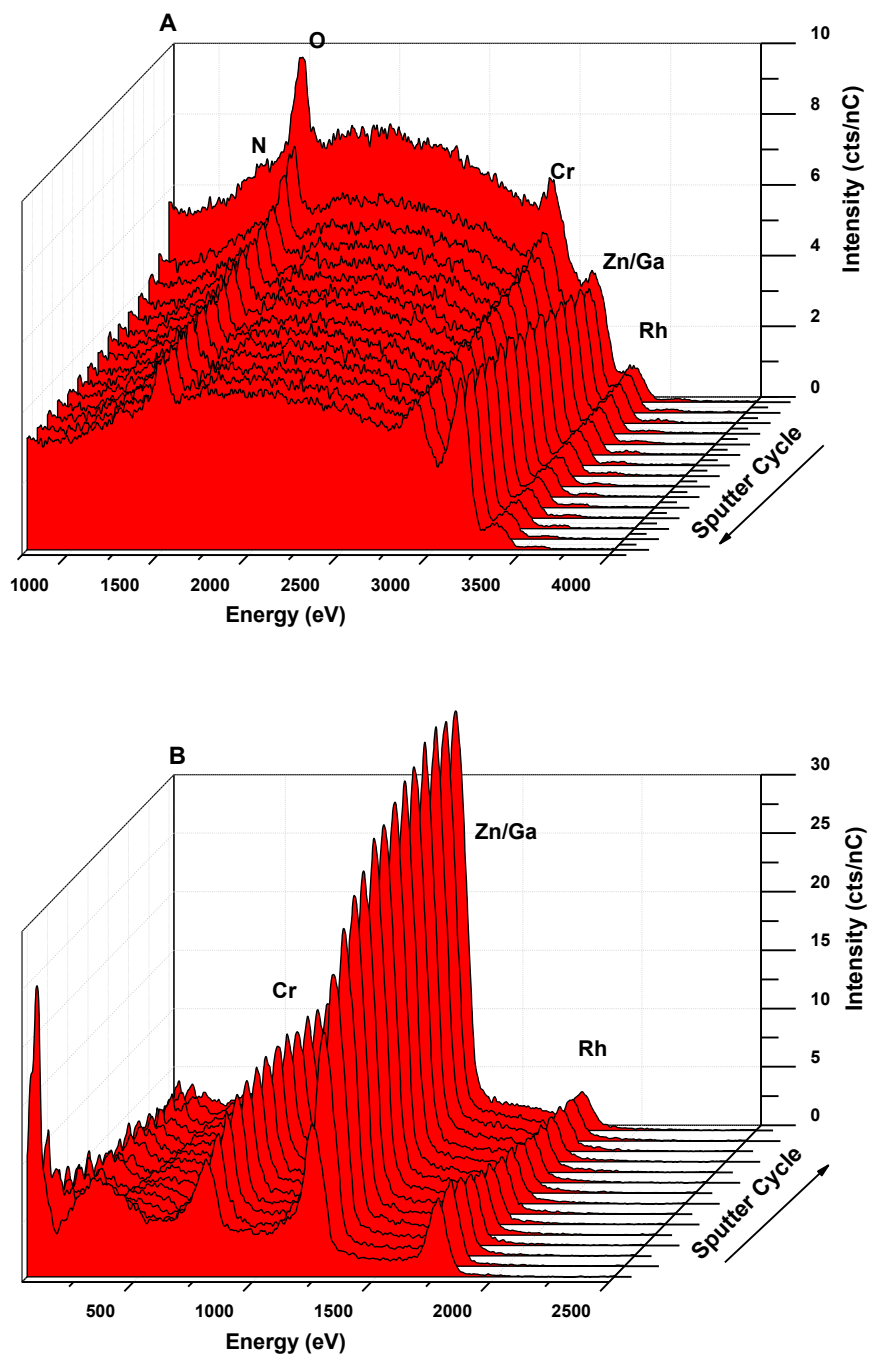 A
O
N
Cr
Zn/Ga
Rh
10
8
6
4
2
0
Intensity (cts/nC)
Sputter Cycle
1000 1500 2000 2500 3000 3500 4000
Energy (eV)
B
Zn/Ga
Cr
Rh
30
25
20
15
10
5
0
Intensity (cts/nC)
Sputter Cycle
500 1000 1500 2000 2500
Energy (eV)